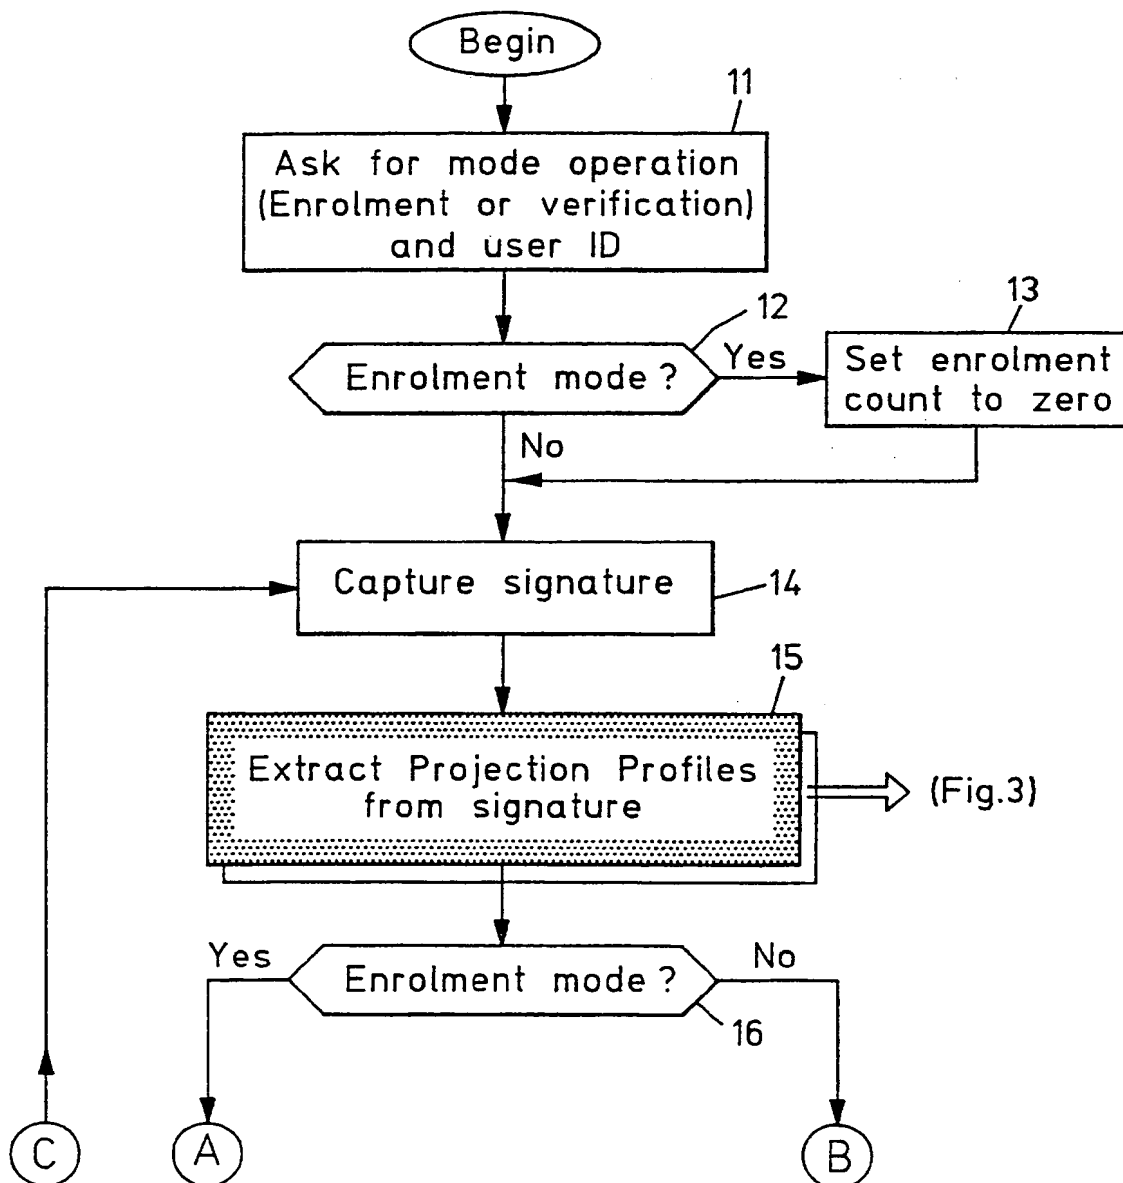 Begin
11
Ask for mode operation
(Enrolment or verification)
and user ID
12
13
Enrolment mode ?
Yes
Set enrolment
count to zero
No
Capture signature
14
15
Extract Projection Profiles
from signature
(Fig.3)
Yes
Enrolment mode ?
No
16
C
A
B